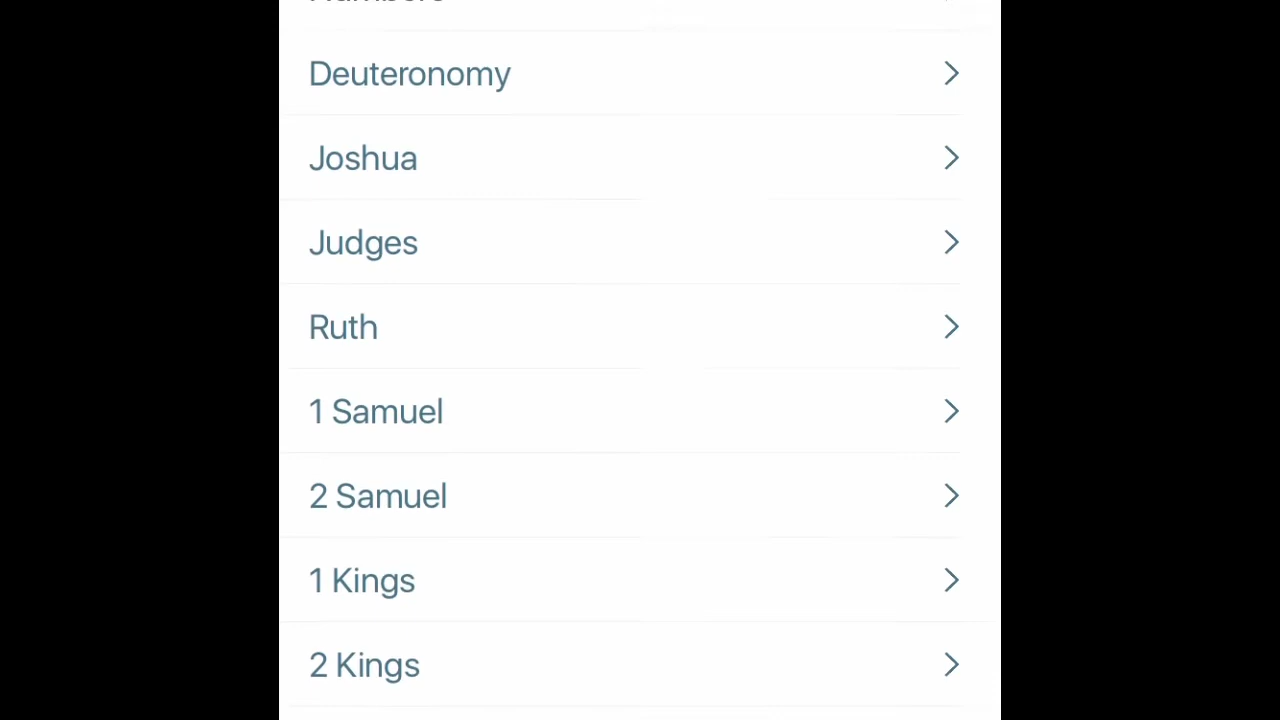 Deuteronomy
Joshua
Judges
Ruth
1 Samuel
2 Samuel
1 Kings
2 Kings